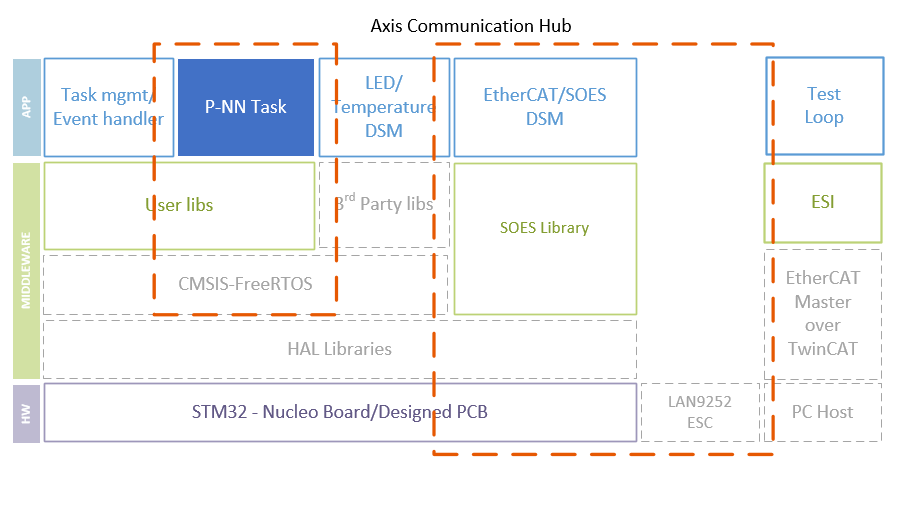 Axis Communication Hub
APP
Task mgmt/
Event handler
P-NN Task
LED/
Temperature
DSM
EtherCAT/SOES
DSM
Test
Loop
MIDDLEWARE
User libs
3rd Party libs
SOES Library
ESI
CMSIS-FreeRTOS
EtherCAT
Master
over
TwinCAT
HAL Libraries
HW
STM32 - Nucleo Board/Designed PCB
LAN9252
ESC
PC Host